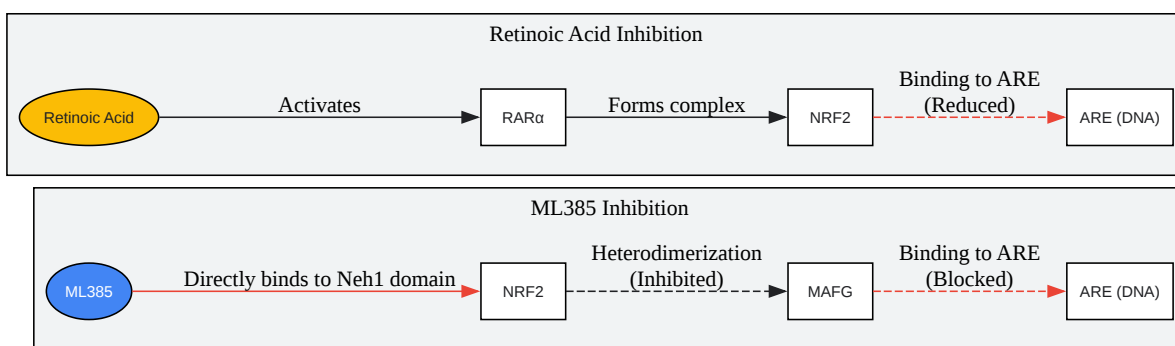 Retinoic Acid Inhibition
Retinoic Acid
Activates
RARα
Forms complex
NRF2
Binding to ARE
(Reduced)
ARE (DNA)
ML385 Inhibition
ML385
Directly binds to Neh1 domain
NRF2
Heterodimerization
(Inhibited)
MAFG
Binding to ARE
(Blocked)
ARE (DNA)